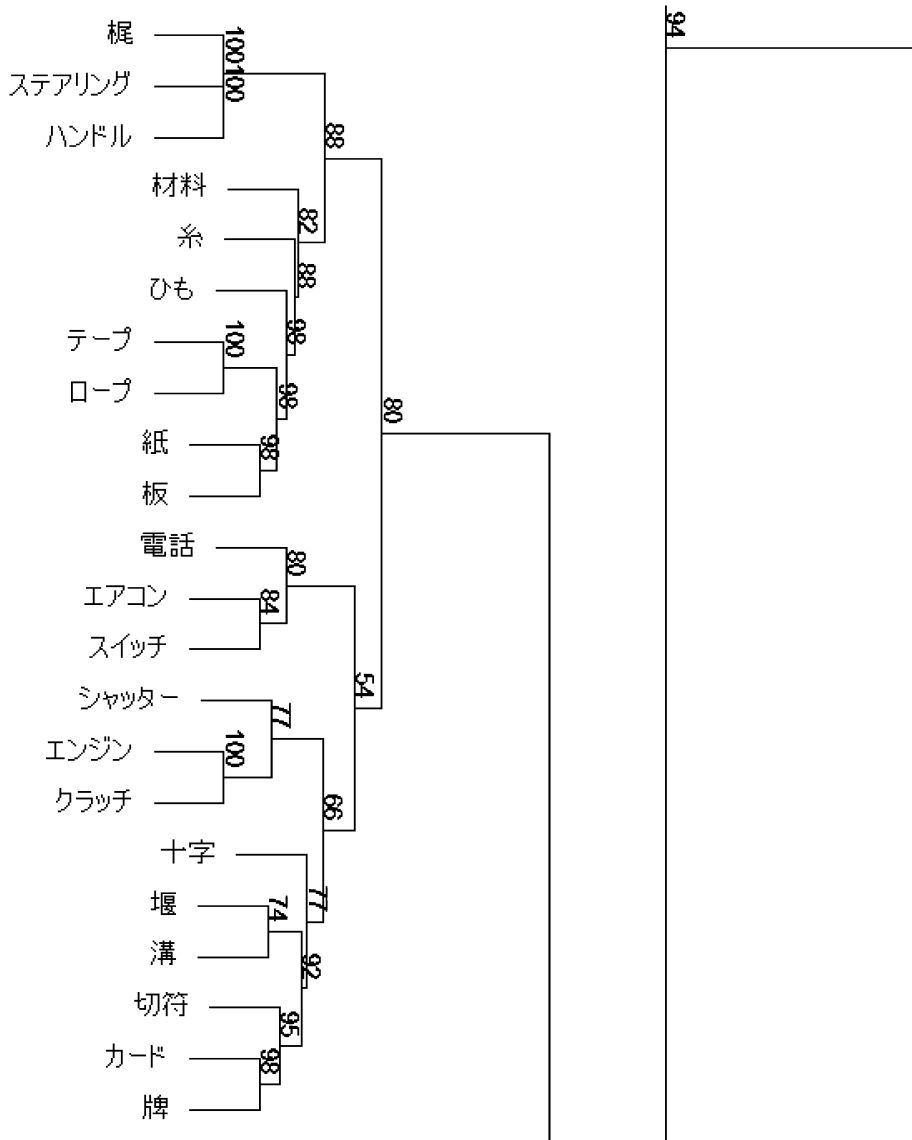 94
梶
100
ステアリング
100
ハンドル
88
材料
82
糸
88
ひも
98
テープ
100
ロープ
98
80
紙
98
板
電話
80
エアコン
84
スイッチ
54
シャッター
77
エンジン
100
クラッチ
66
十字
77
堰
74
溝
92
切符
95
カード
98
牌